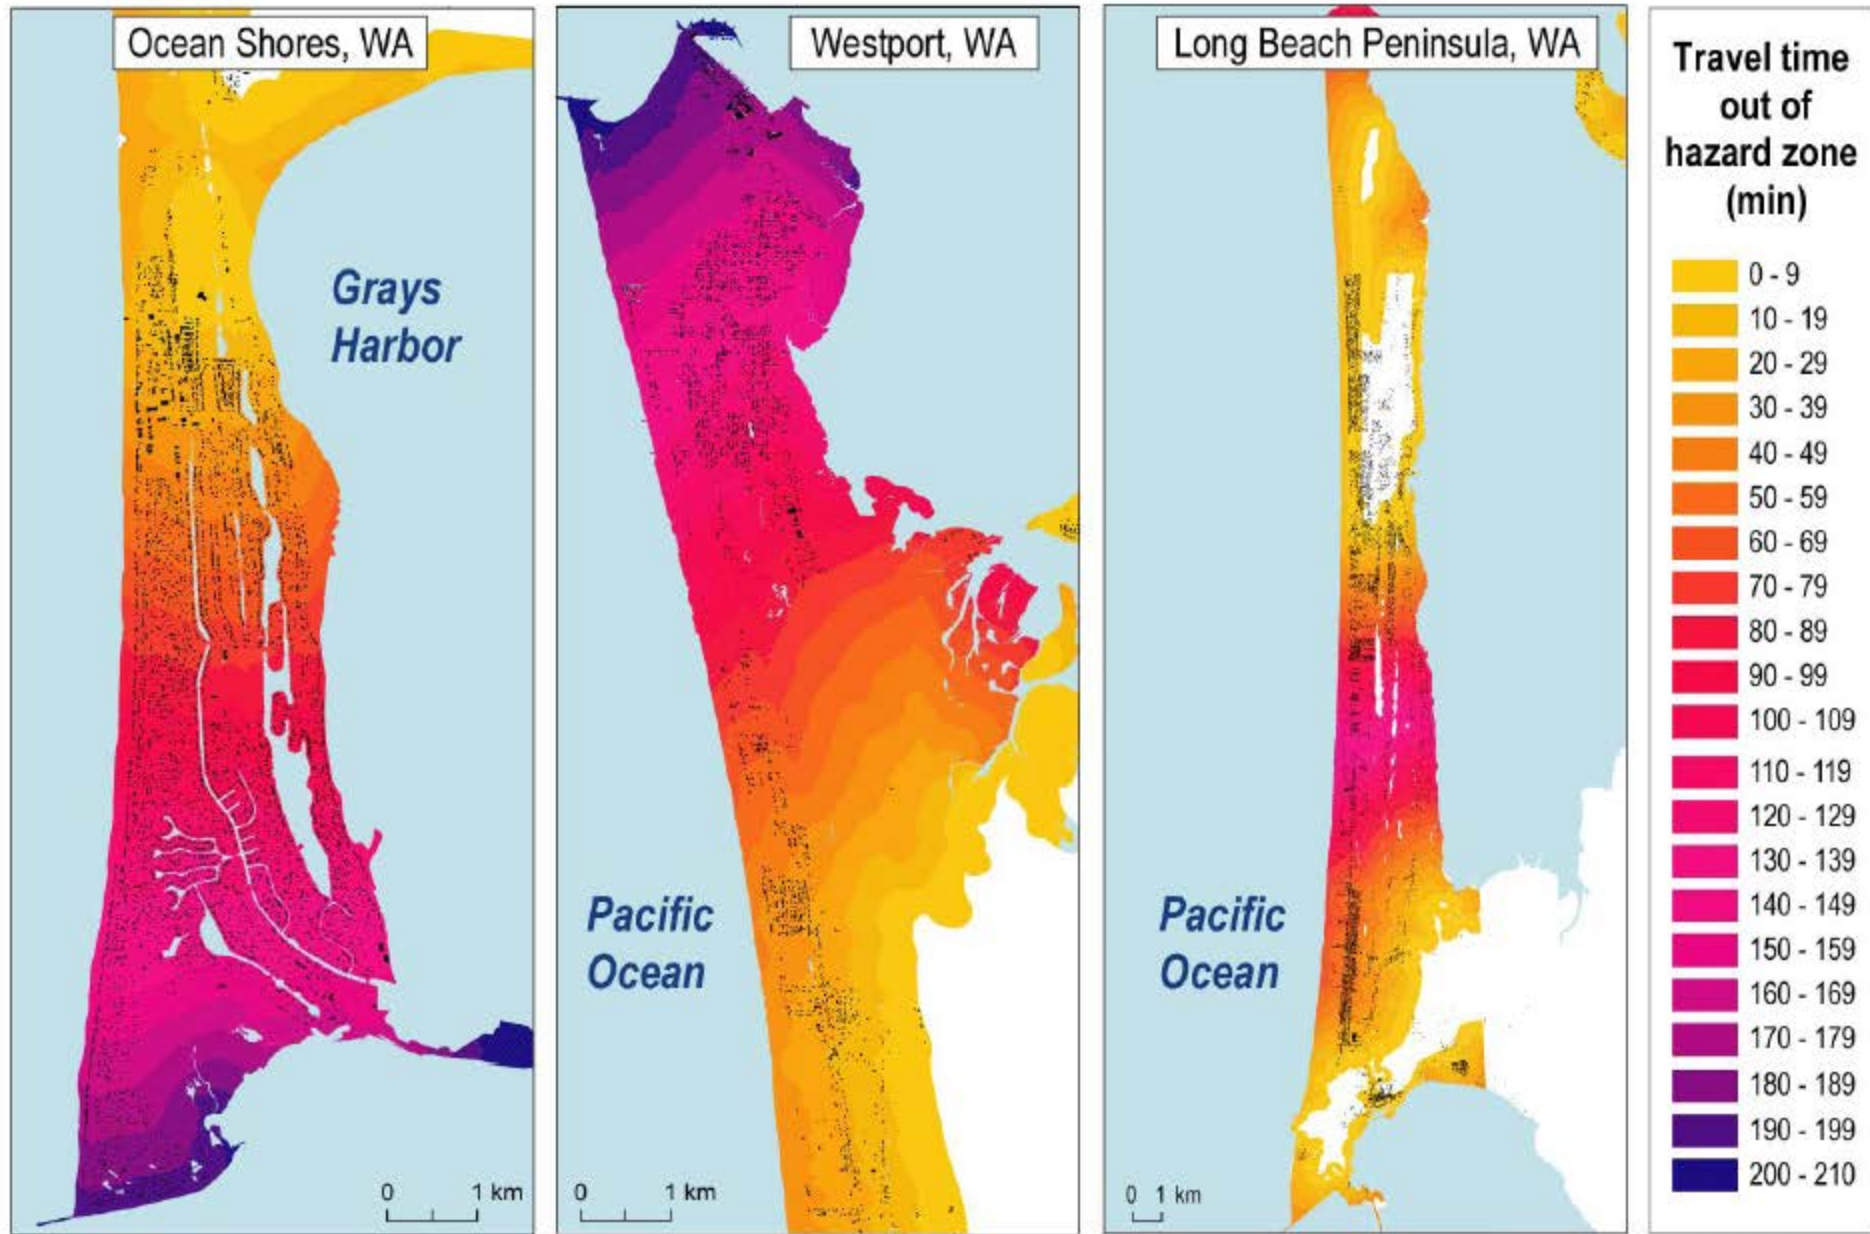 Ocean Shores, WA
Grays
Harbor
0 1 km
Westport, WA
Pacific
Ocean
0 1 km
Long Beach Peninsula, WA
Pacific
Ocean
0 1 km
Travel time
out of
hazard zone
(min)
0 - 9
10 - 19
20 - 29
30 - 39
40 - 49
50 - 59
60 - 69
70 - 79
80 - 89
90 - 99
100 - 109
110 - 119
120 - 129
130 - 139
140 - 149
150 - 159
160 - 169
170 - 179
180 - 189
190 - 199
200 - 210